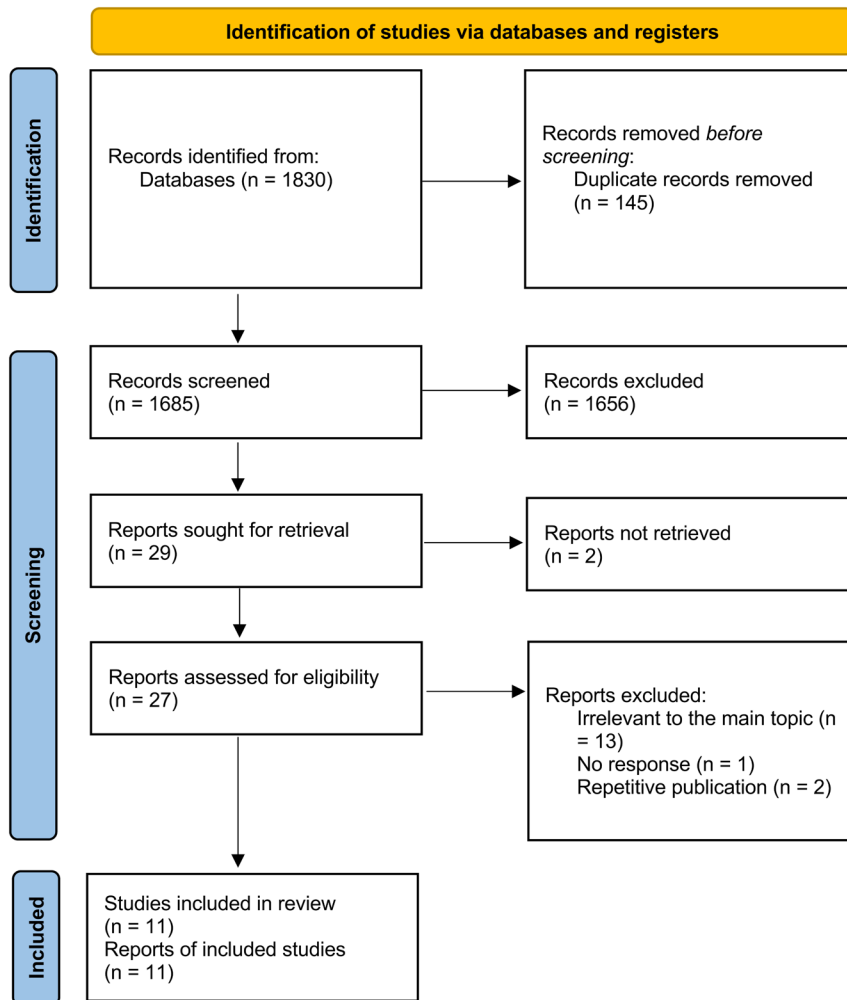 Identification of studies via databases and registers
Identification
Records identified from:
Databases (n = 1830)
Records removed before
screening:
Duplicate records removed
(n = 145)
Screening
Records screened
(n = 1685)
Records excluded
(n = 1656)
Reports sought for retrieval
(n = 29)
Reports not retrieved
(n = 2)
Reports assessed for eligibility
(n = 27)
Reports excluded:
Irrelevant to the main topic (n
= 13)
No response (n = 1)
Repetitive publication (n = 2)
Included
Studies included in review
(n = 11)
Reports of included studies
(n = 11)